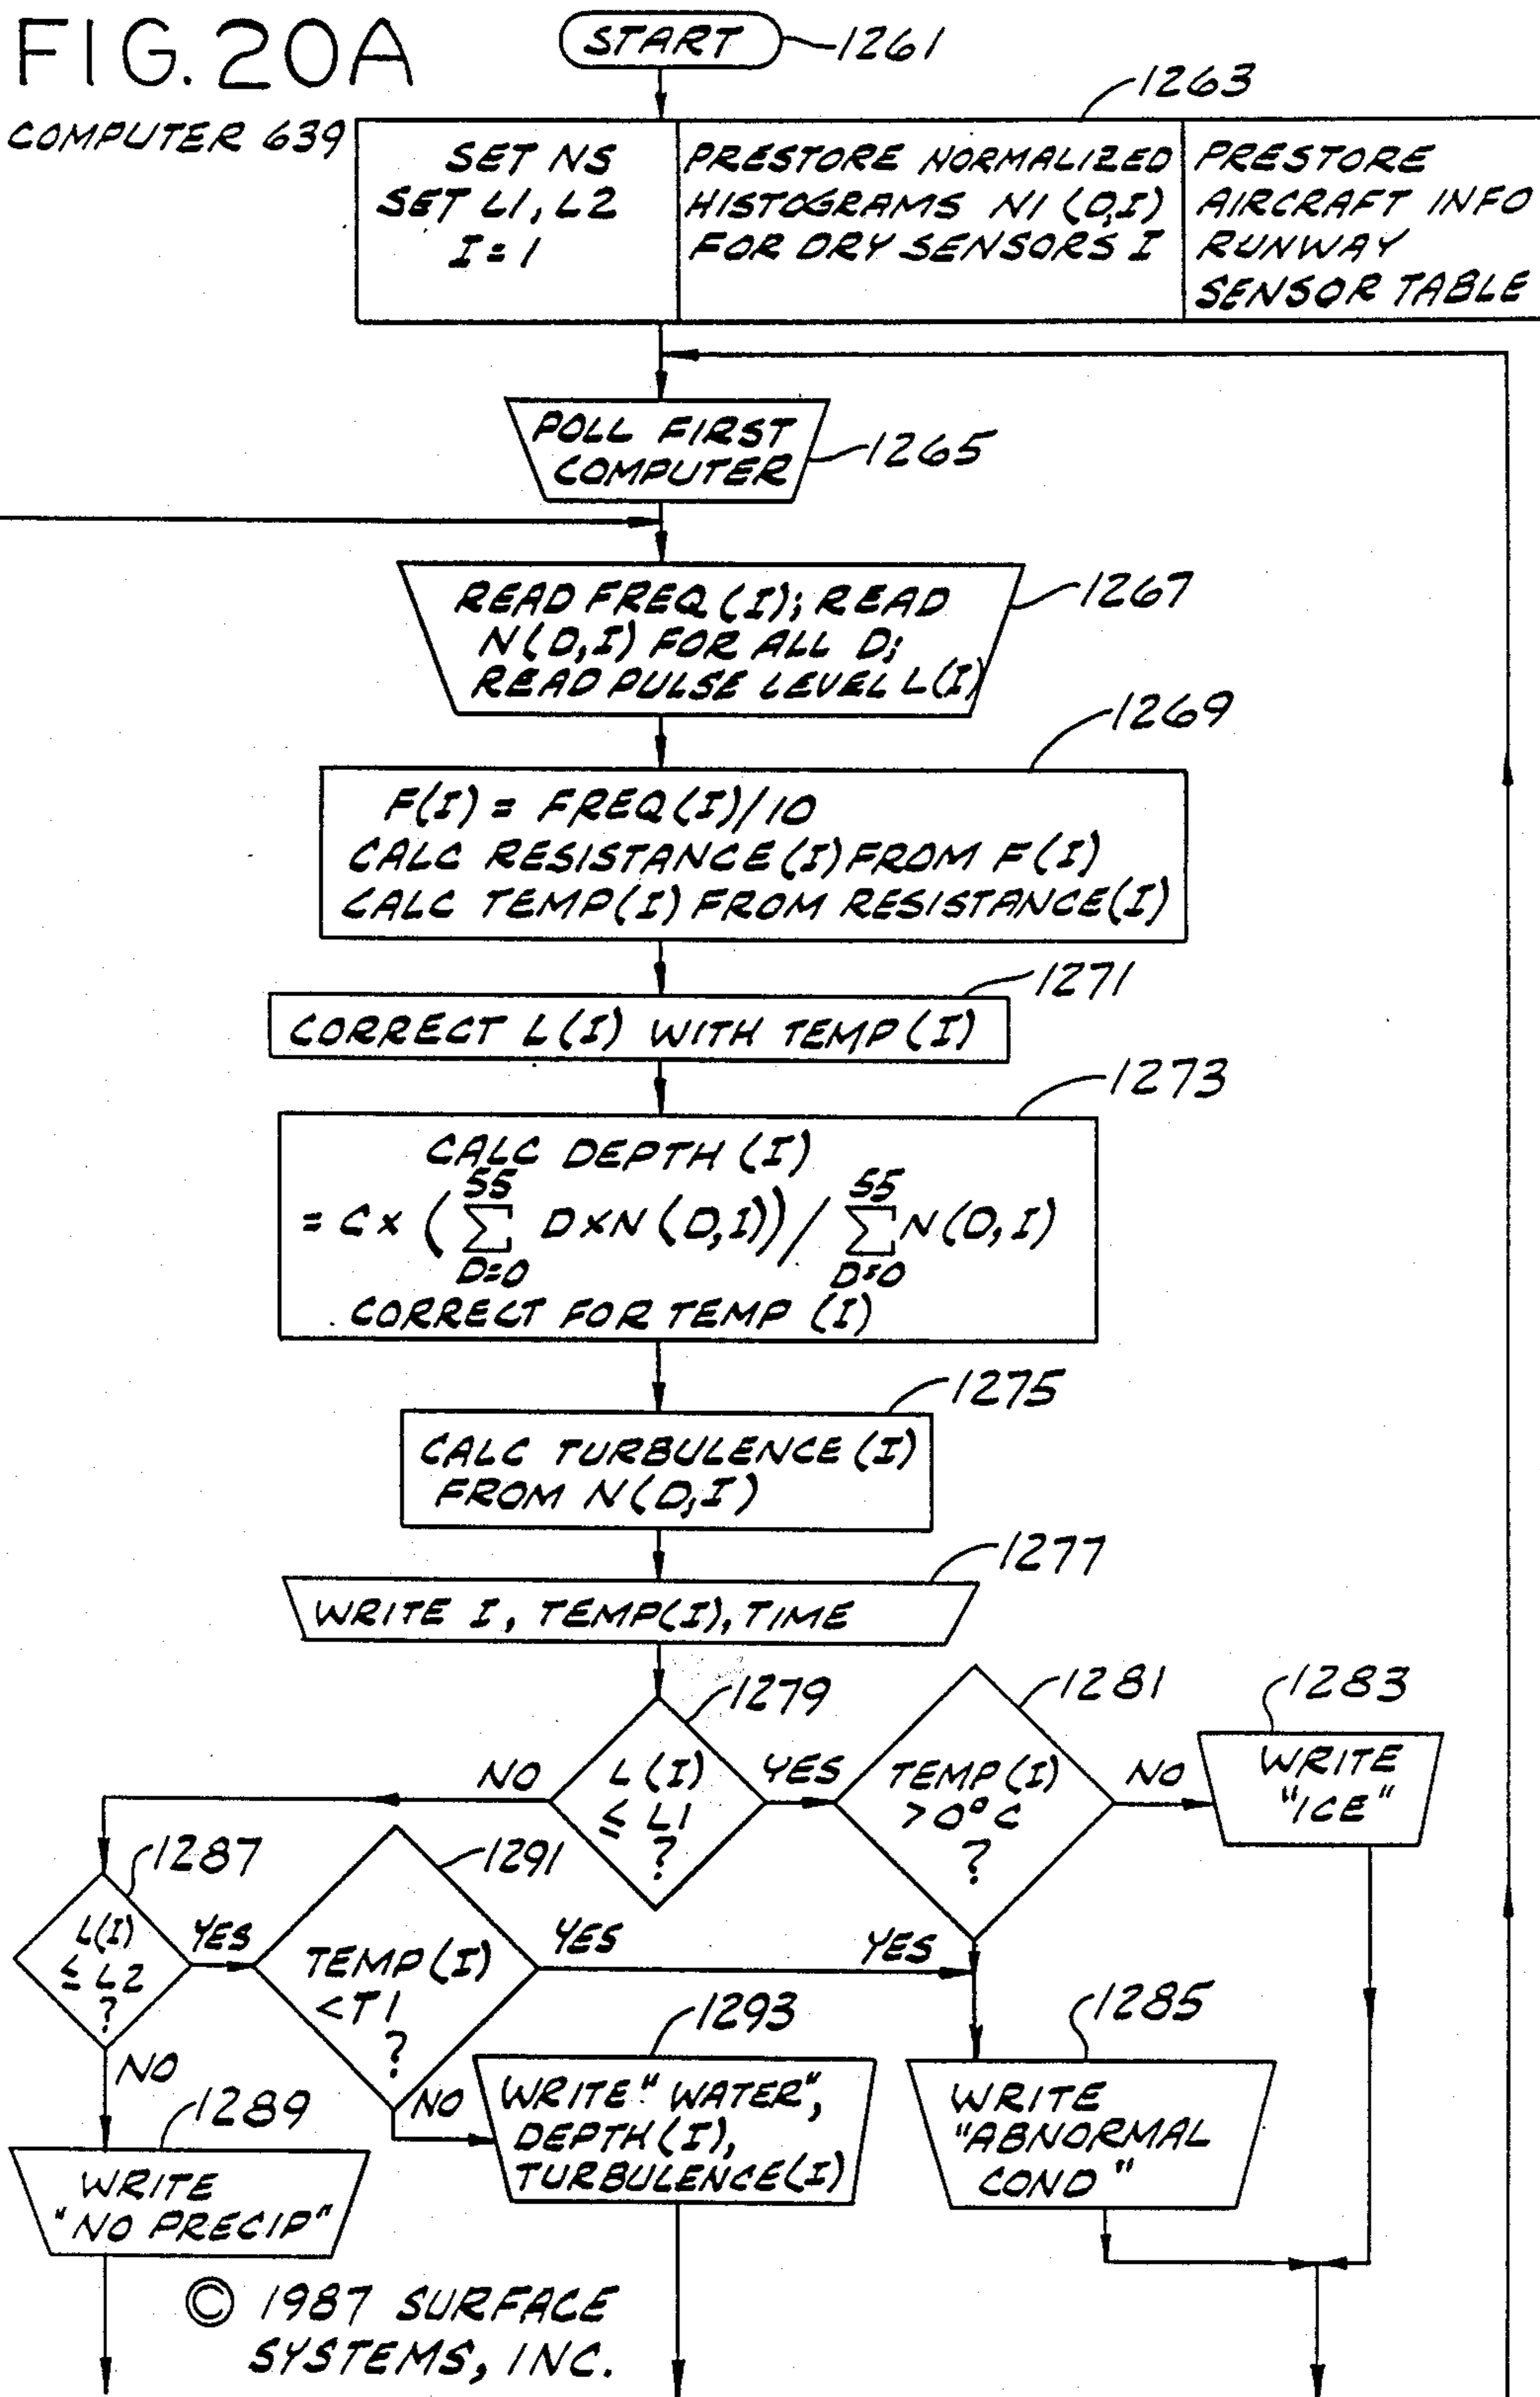 FIG. 20A
START
1261
COMPUTER 639
1263
SET NS
SET L1, L2
I = 1
PRESTORE NORMALIZED
HISTOGRAMS N1 (D,I)
FOR DRY SENSORS I
PRESTORE
AIRCRAFT INFO
RUNWAY
SENSOR TABLE
POLL FIRST
COMPUTER
1265
READ FREQ(I); READ
N(D,I) FOR ALL D;
READ PULSE LEVEL L(I)
1267
1269
F(I) = FREQ(I)/10
CALC RESISTANCE(I) FROM F(I)
CALC TEMP(I) FROM RESISTANCE(I)
1271
CORRECT L(I) WITH TEMP(I)
1273
CALC DEPTH (I)
55 55
= C x (∑ DXN (D,I)) / ∑ N(D,I)
D=0 D=0
CORRECT FOR TEMP (I)
1275
CALC TURBULENCE (I)
FROM N(D,I)
1277
WRITE I, TEMP(I), TIME
1279
1281
1283
NO
L(I)
≤ L1
?
YES
TEMP(I)
>0°C
?
NO
WRITE
"ICE"
1287
1291
L(I)
≤ L2
?
YES
TEMP(I)
<T1
?
YES
YES
NO
1289
NO
1293
1285
WRITE
"NO PRECIP"
WRITE "WATER",
DEPTH(I),
TURBULENCE(I)
WRITE
"ABNORMAL
COND"
© 1987 SURFACE
SYSTEMS, INC.